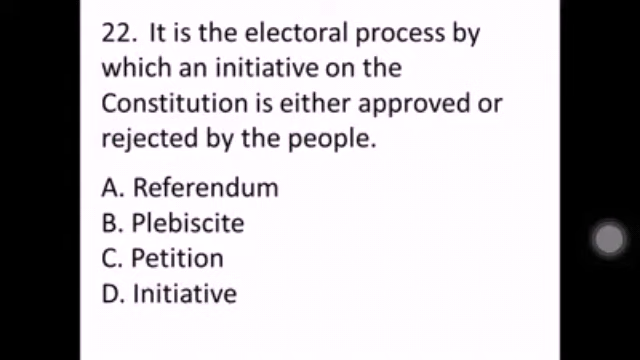 22. It is the electoral process by
which an initiative on the
Constitution is either approved or
rejected by the people.
A. Referendum
B. Plebiscite
C. Petition
D. Initiative